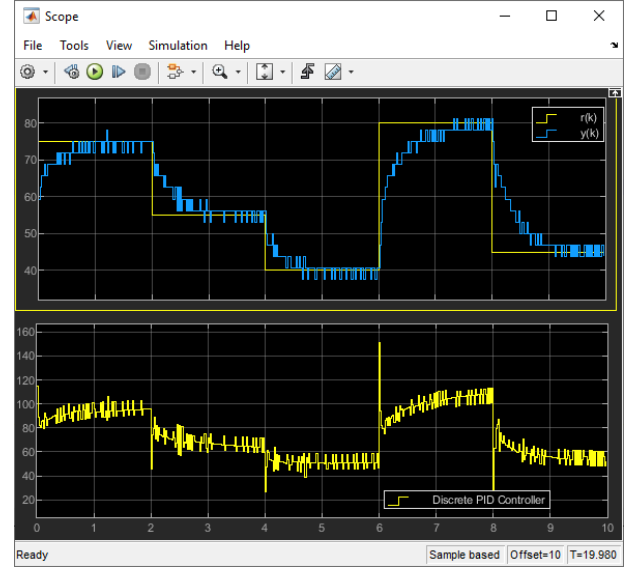 Scope
File Tools View Simulation Help
r(k)
y(k)
80
70
60
50
40
160
140
120
100
80
60
40
20
Discrete PID Controller
0 1 2 3 4 5 6 7 8 9 10
Ready Sample based Offset=10 T=19.980